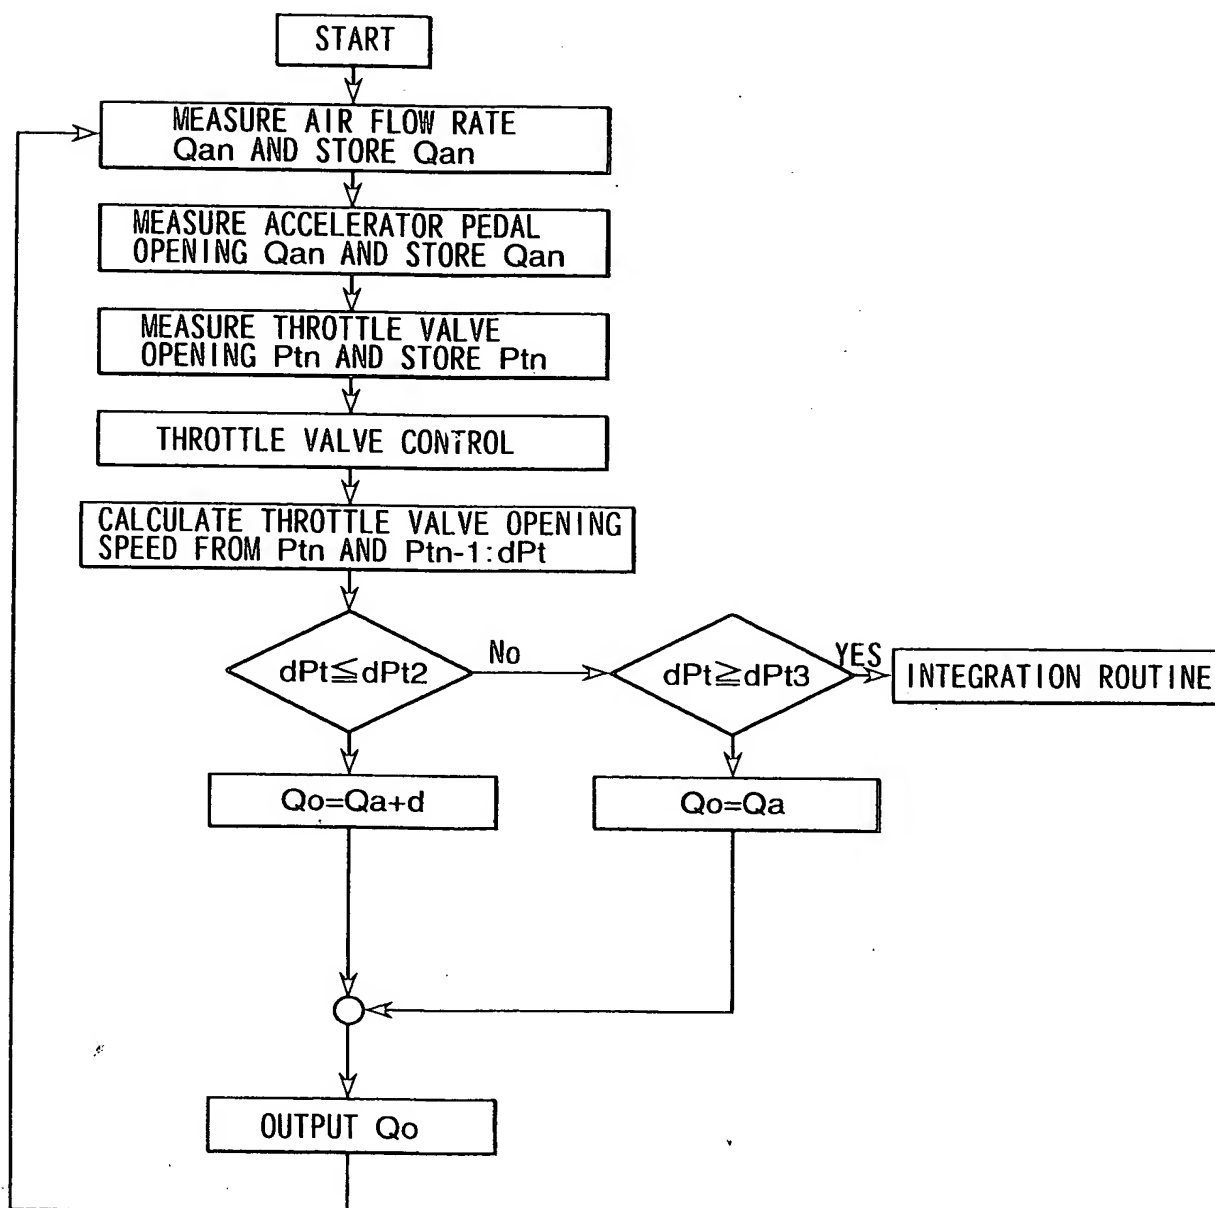 START
MEASURE AIR FLOW RATE
Qan AND STORE Qan
MEASURE ACCELERATOR PEDAL
OPENING Qan AND STORE Qan
MEASURE THROTTLE VALVE
OPENING Ptn AND STORE Ptn
THROTTLE VALVE CONTROL
CALCULATE THROTTLE VALVE OPENING
SPEED FROM Ptn AND Ptn-1:dPt
dPt≦dPt2
No
dPt≧dPt3
YES
INTEGRATION ROUTINE
Qo=Qa+d
Qo=Qa
OUTPUT Qo